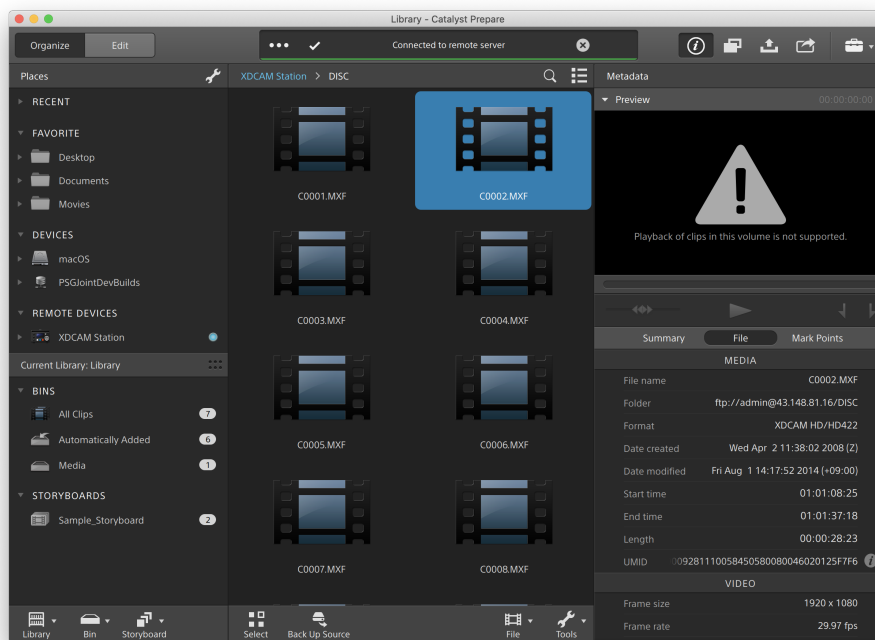 Library - Catalyst Prepare
Organize
Edit
Connected to remote server
Places
XDCAM Station > DISC
Metadata
RECENT
FAVORITE
Desktop
Documents
Movies
DEVICES
macOS
PSGJointDevBuilds
REMOTE DEVICES
XDCAM Station
Current Library: Library
BINS
All Clips 7
Automatically Added 6
Media 1
STORYBOARDS
Sample_Storyboard 2
Library
Bin
Storyboard
C0001.MXF
C0002.MXF
C0003.MXF
C0004.MXF
C0005.MXF
C0006.MXF
C0007.MXF
C0008.MXF
Select
Back Up Source
File
Tools
Preview 00:00:00:00
Playback of clips in this volume is not supported.
Summary
File
Mark Points
MEDIA
File name C0002.MXF
Folder ftp://admin@43.148.81.16/DISC
Format XDCAM HD/HD422
Date created Wed Apr 2 11:38:02 2008 (Z)
Date modified Fri Aug 1 14:17:52 2014 (+09:00)
Start time 01:01:08:25
End time 01:01:37:18
Length 00:00:28:23
UMID 009281110058450580080046020125F7F6
VIDEO
Frame size 1920 x 1080
Frame rate 29.97 fps